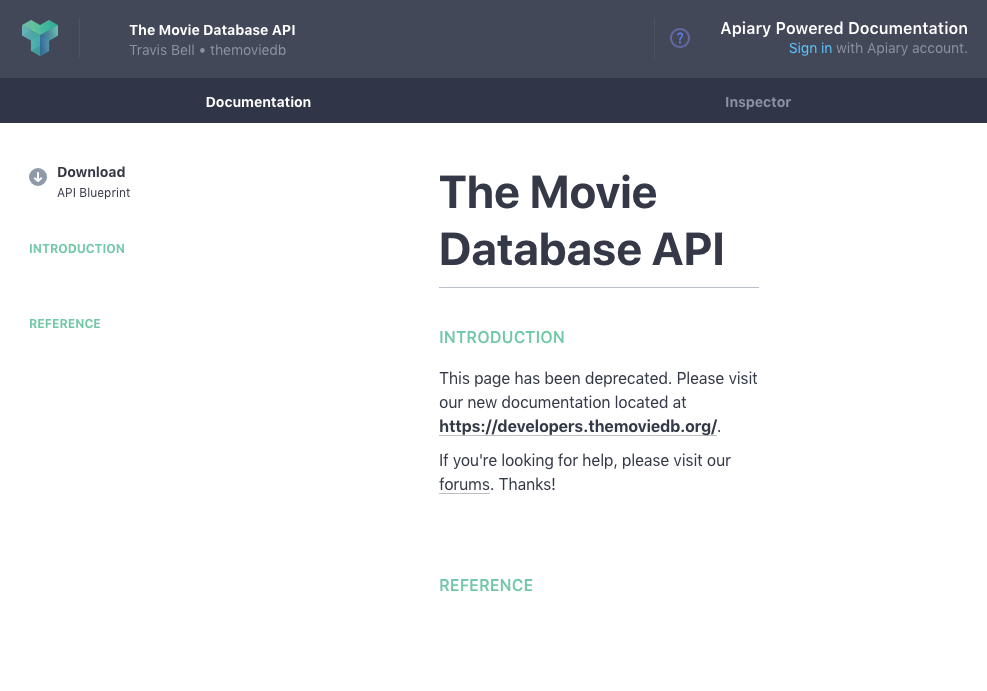 The Movie Database API
Travis Bell • themoviedb
?
Apiary Powered Documentation
Sign in with Apiary account.
Documentation
Inspector
Download
API Blueprint
INTRODUCTION
REFERENCE
The Movie
Database API
INTRODUCTION
This page has been deprecated. Please visit
our new documentation located at
https://developers.themoviedb.org/.
If you're looking for help, please visit our
forums. Thanks!
REFERENCE